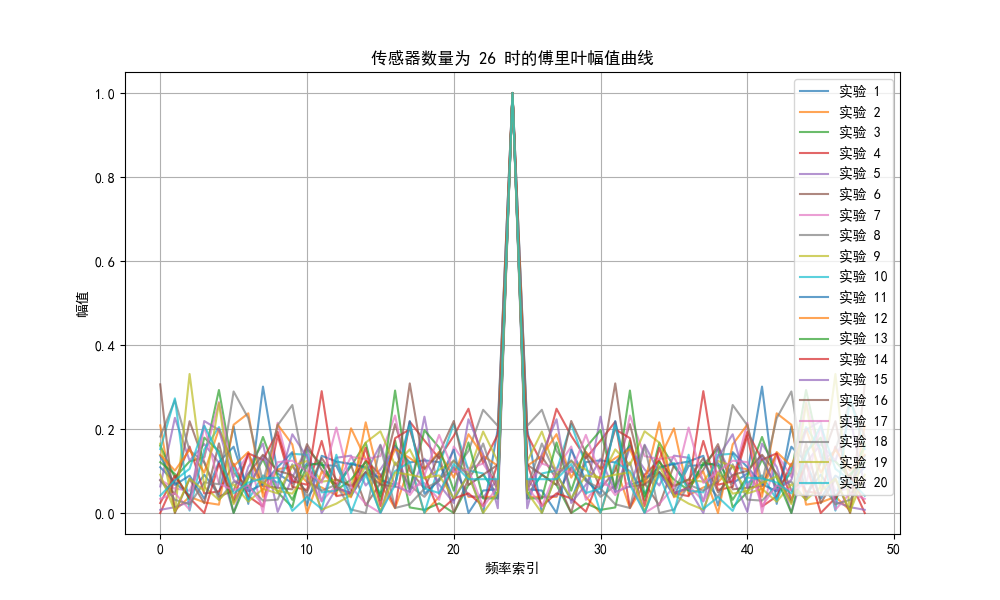 传感器数量为 26 时的傅里叶幅值曲线
幅值
1.0
0.8
0.6
0.4
0.2
0.0
0 10 20 30 40 50
频率索引
实验 1
实验 2
实验 3
实验 4
实验 5
实验 6
实验 7
实验 8
实验 9
实验 10
实验 11
实验 12
实验 13
实验 14
实验 15
实验 16
实验 17
实验 18
实验 19
实验 20